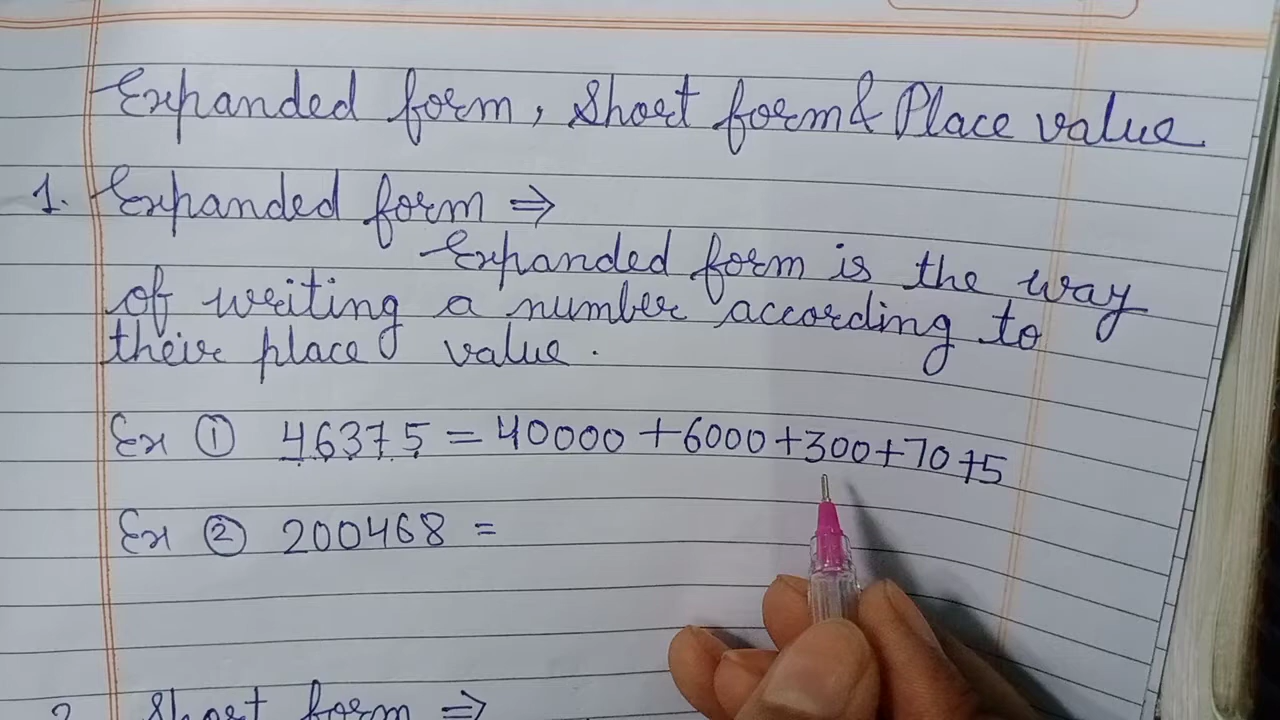 Expanded form, Short form & Place value
1. Expanded form ⇒
Expanded form is the way
of writing a number according to
their place value.
Ex ① 46375 = 40000 + 6000 + 300 + 70 + 5
Ex ② 200468 =
2. Short form ⇒